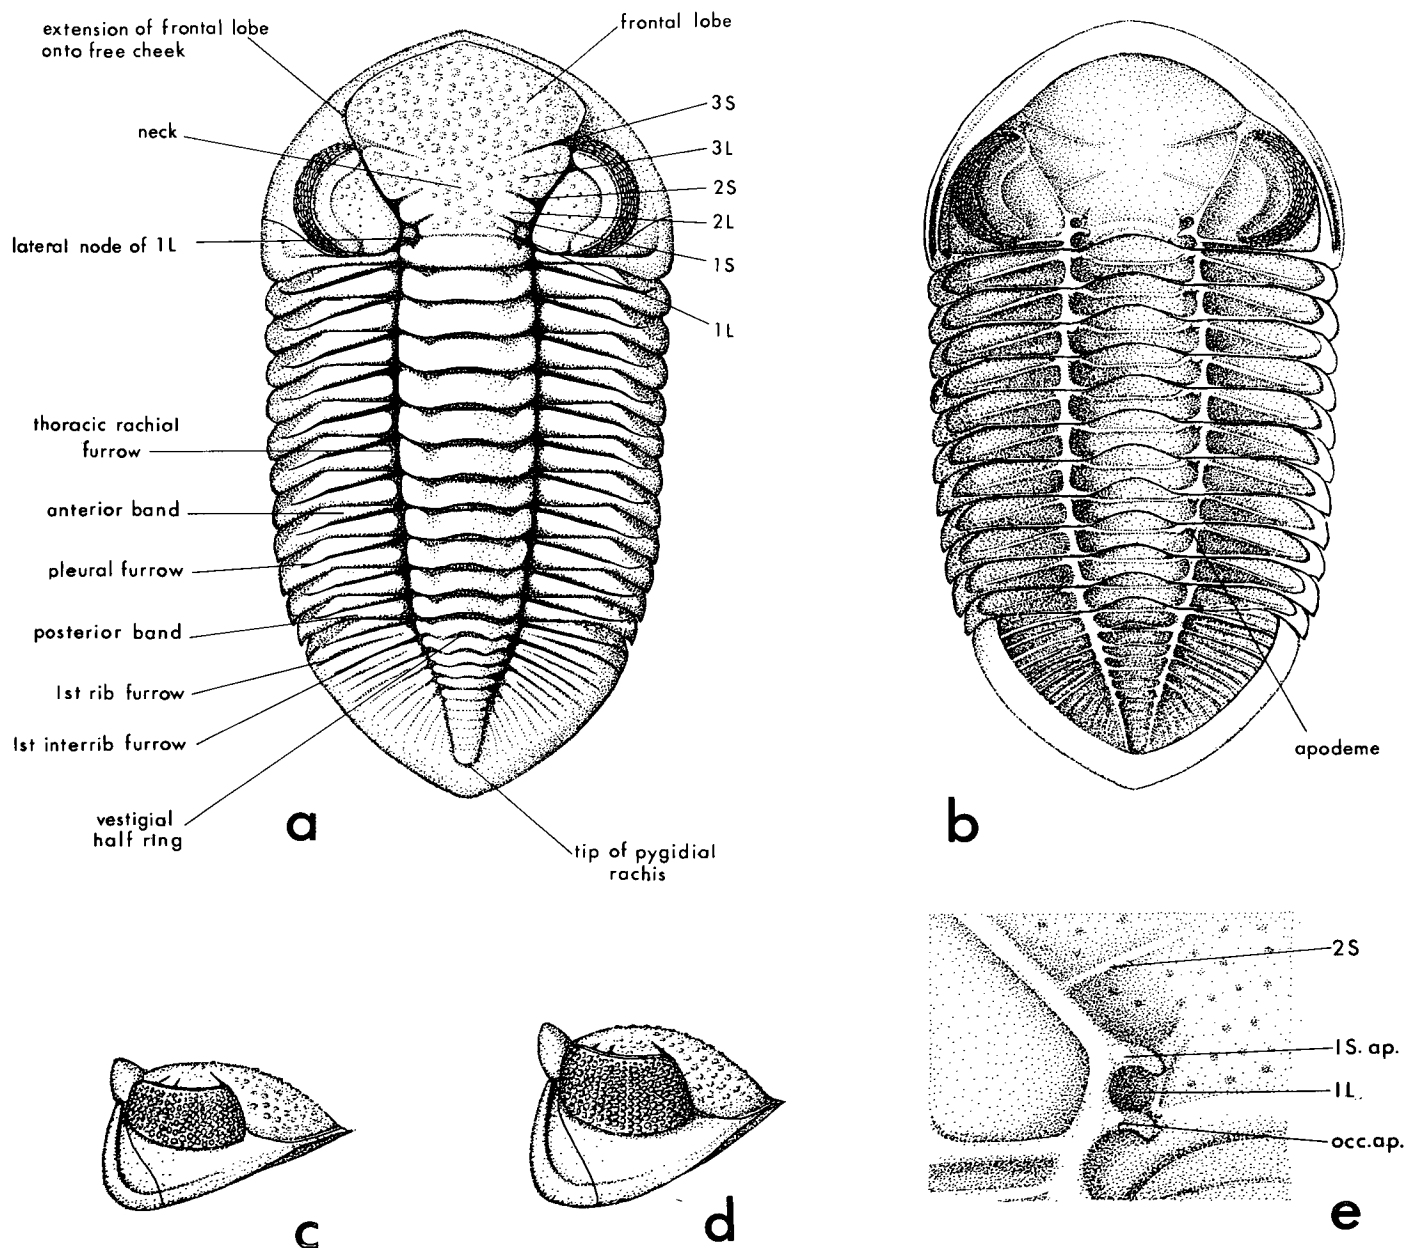 extension of frontal lobe
onto free cheek
frontal lobe
neck
3S
3L
2S
2L
lateral node of 1L
1S
1L
thoracic rachial
furrow
anterior band
pleural furrow
posterior band
1st rib furrow
1st interrib furrow
vestigial
half ring
a
tip of pygidial
rachis
apodeme
b
c
d
2S
1S. ap.
1L
occ.ap.
e